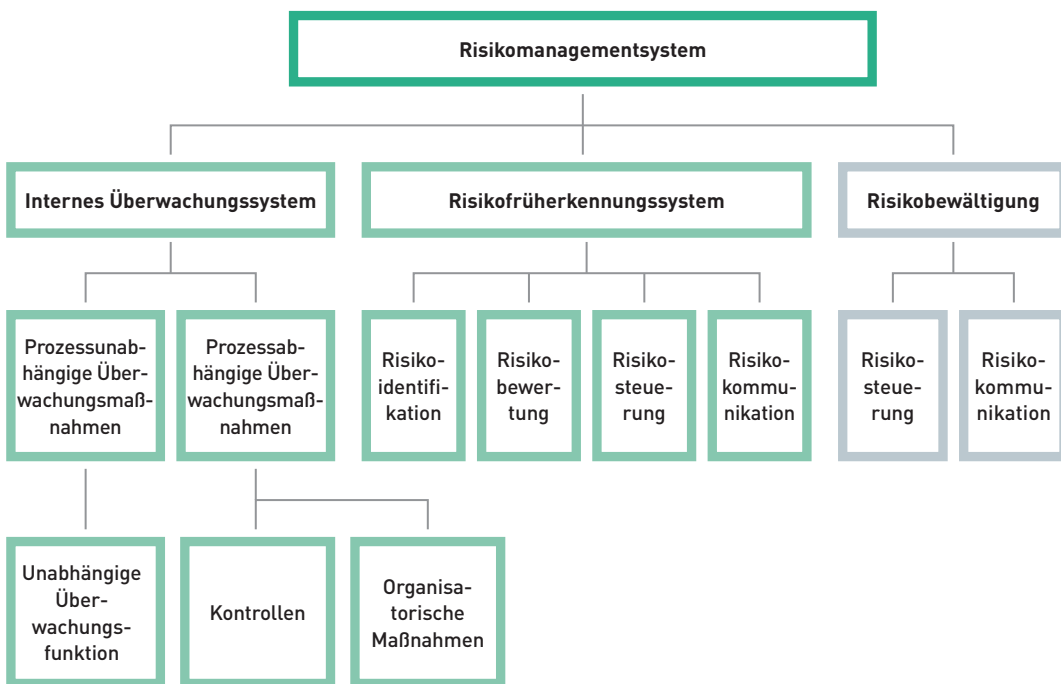 Risikomanagementsystem
Internes Überwachungssystem
Risikofrüherkennungssystem
Risikobewältigung
Prozessunab-
hängige Über-
wachungsmaß-
nahmen
Prozessab-
hängige Über-
wachungsmaß-
nahmen
Risiko-
identifi-
kation
Risiko-
bewer-
tung
Risiko-
steue-
rung
Risiko-
kommu-
nikation
Risiko-
steue-
rung
Risiko-
kommu-
nikation
Unabhängige
Über-
wachungs-
funktion
Kontrollen
Organisa-
torische
Maßnahmen